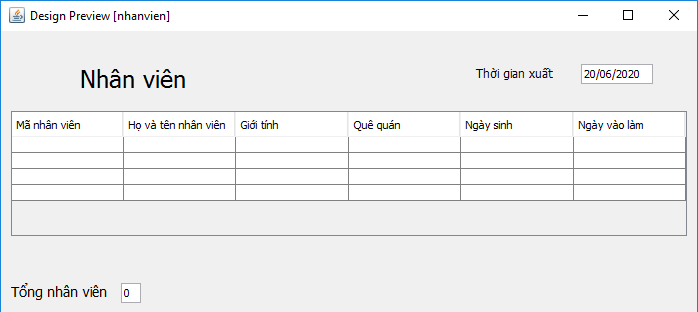 Design Preview [nhanvien]
Nhân viên
Thời gian xuất 20/06/2020
Mã nhân viên Họ và tên nhân viên Giới tính Quê quán Ngày sinh Ngày vào làm
Tổng nhân viên 0